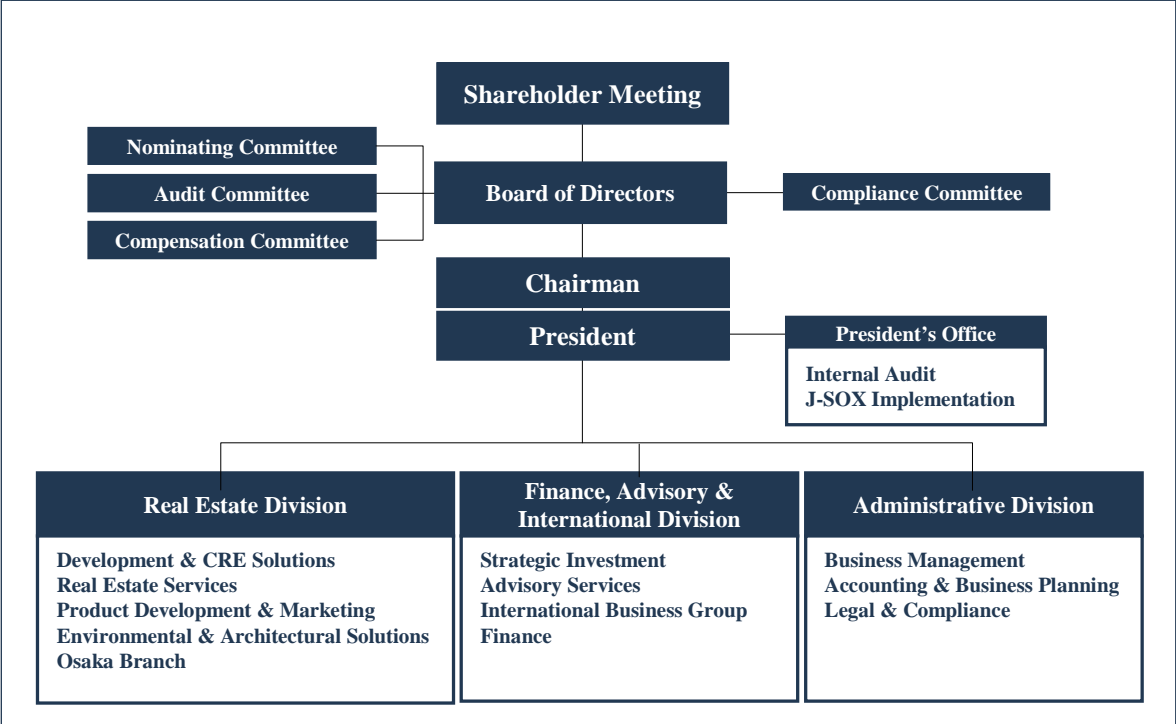 Shareholder Meeting
Nominating Committee
Audit Committee
Compensation Committee
Board of Directors
Compliance Committee
Chairman
President
President’s Office
Internal Audit
J-SOX Implementation
Real Estate Division
Development & CRE Solutions
Real Estate Services
Product Development & Marketing
Environmental & Architectural Solutions
Osaka Branch
Finance, Advisory &
International Division
Strategic Investment
Advisory Services
International Business Group
Finance
Administrative Division
Business Management
Accounting & Business Planning
Legal & Compliance